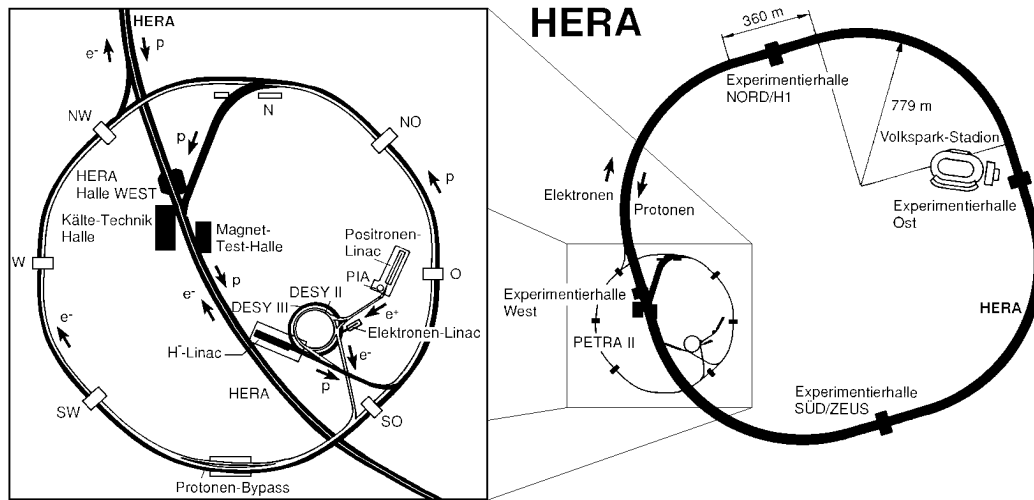 HERA
e-
p
NW
N
NO
p
p
HERA
Halle WEST
Kälte-Technik
Halle
Magnet-
Test-Halle
Positronen-
Linac
W
PIA
O
p
e-
DESY II
DESY III
e+
Elektronen-Linac
e-
e-
H--Linac
p
HERA
SW
SO
Protonen-Bypass
HERA
360 m
Experimentierhalle
NORD/H1
779 m
Volkspark-Stadion
Elektronen
Protonen
Experimentierhalle
Ost
Experimentierhalle
West
HERA
PETRA II
Experimentierhalle
SÜD/ZEUS